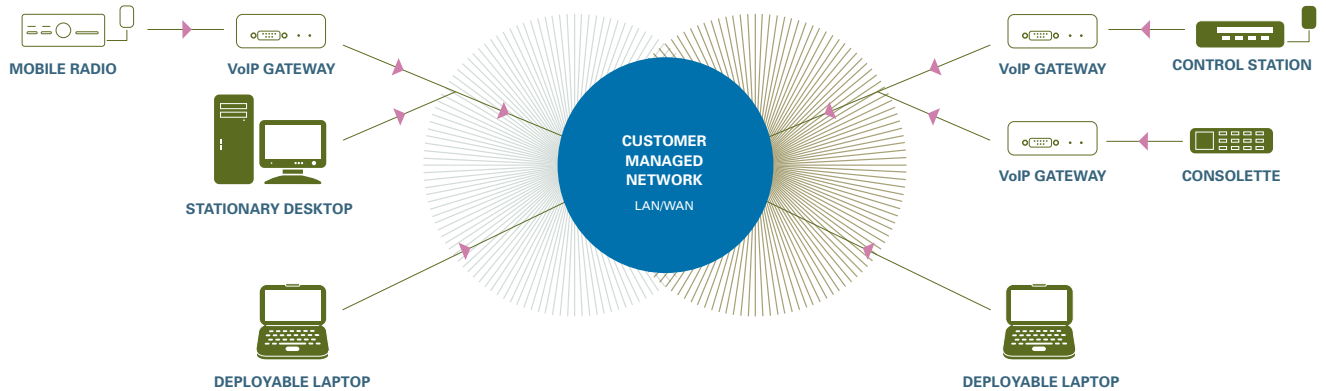 MOBILE RADIO
VoIP GATEWAY
VoIP GATEWAY
CONTROL STATION
CUSTOMER
MANAGED
NETWORK
LAN/WAN
VoIP GATEWAY
CONSOLETTE
STATIONARY DESKTOP
DEPLOYABLE LAPTOP
DEPLOYABLE LAPTOP